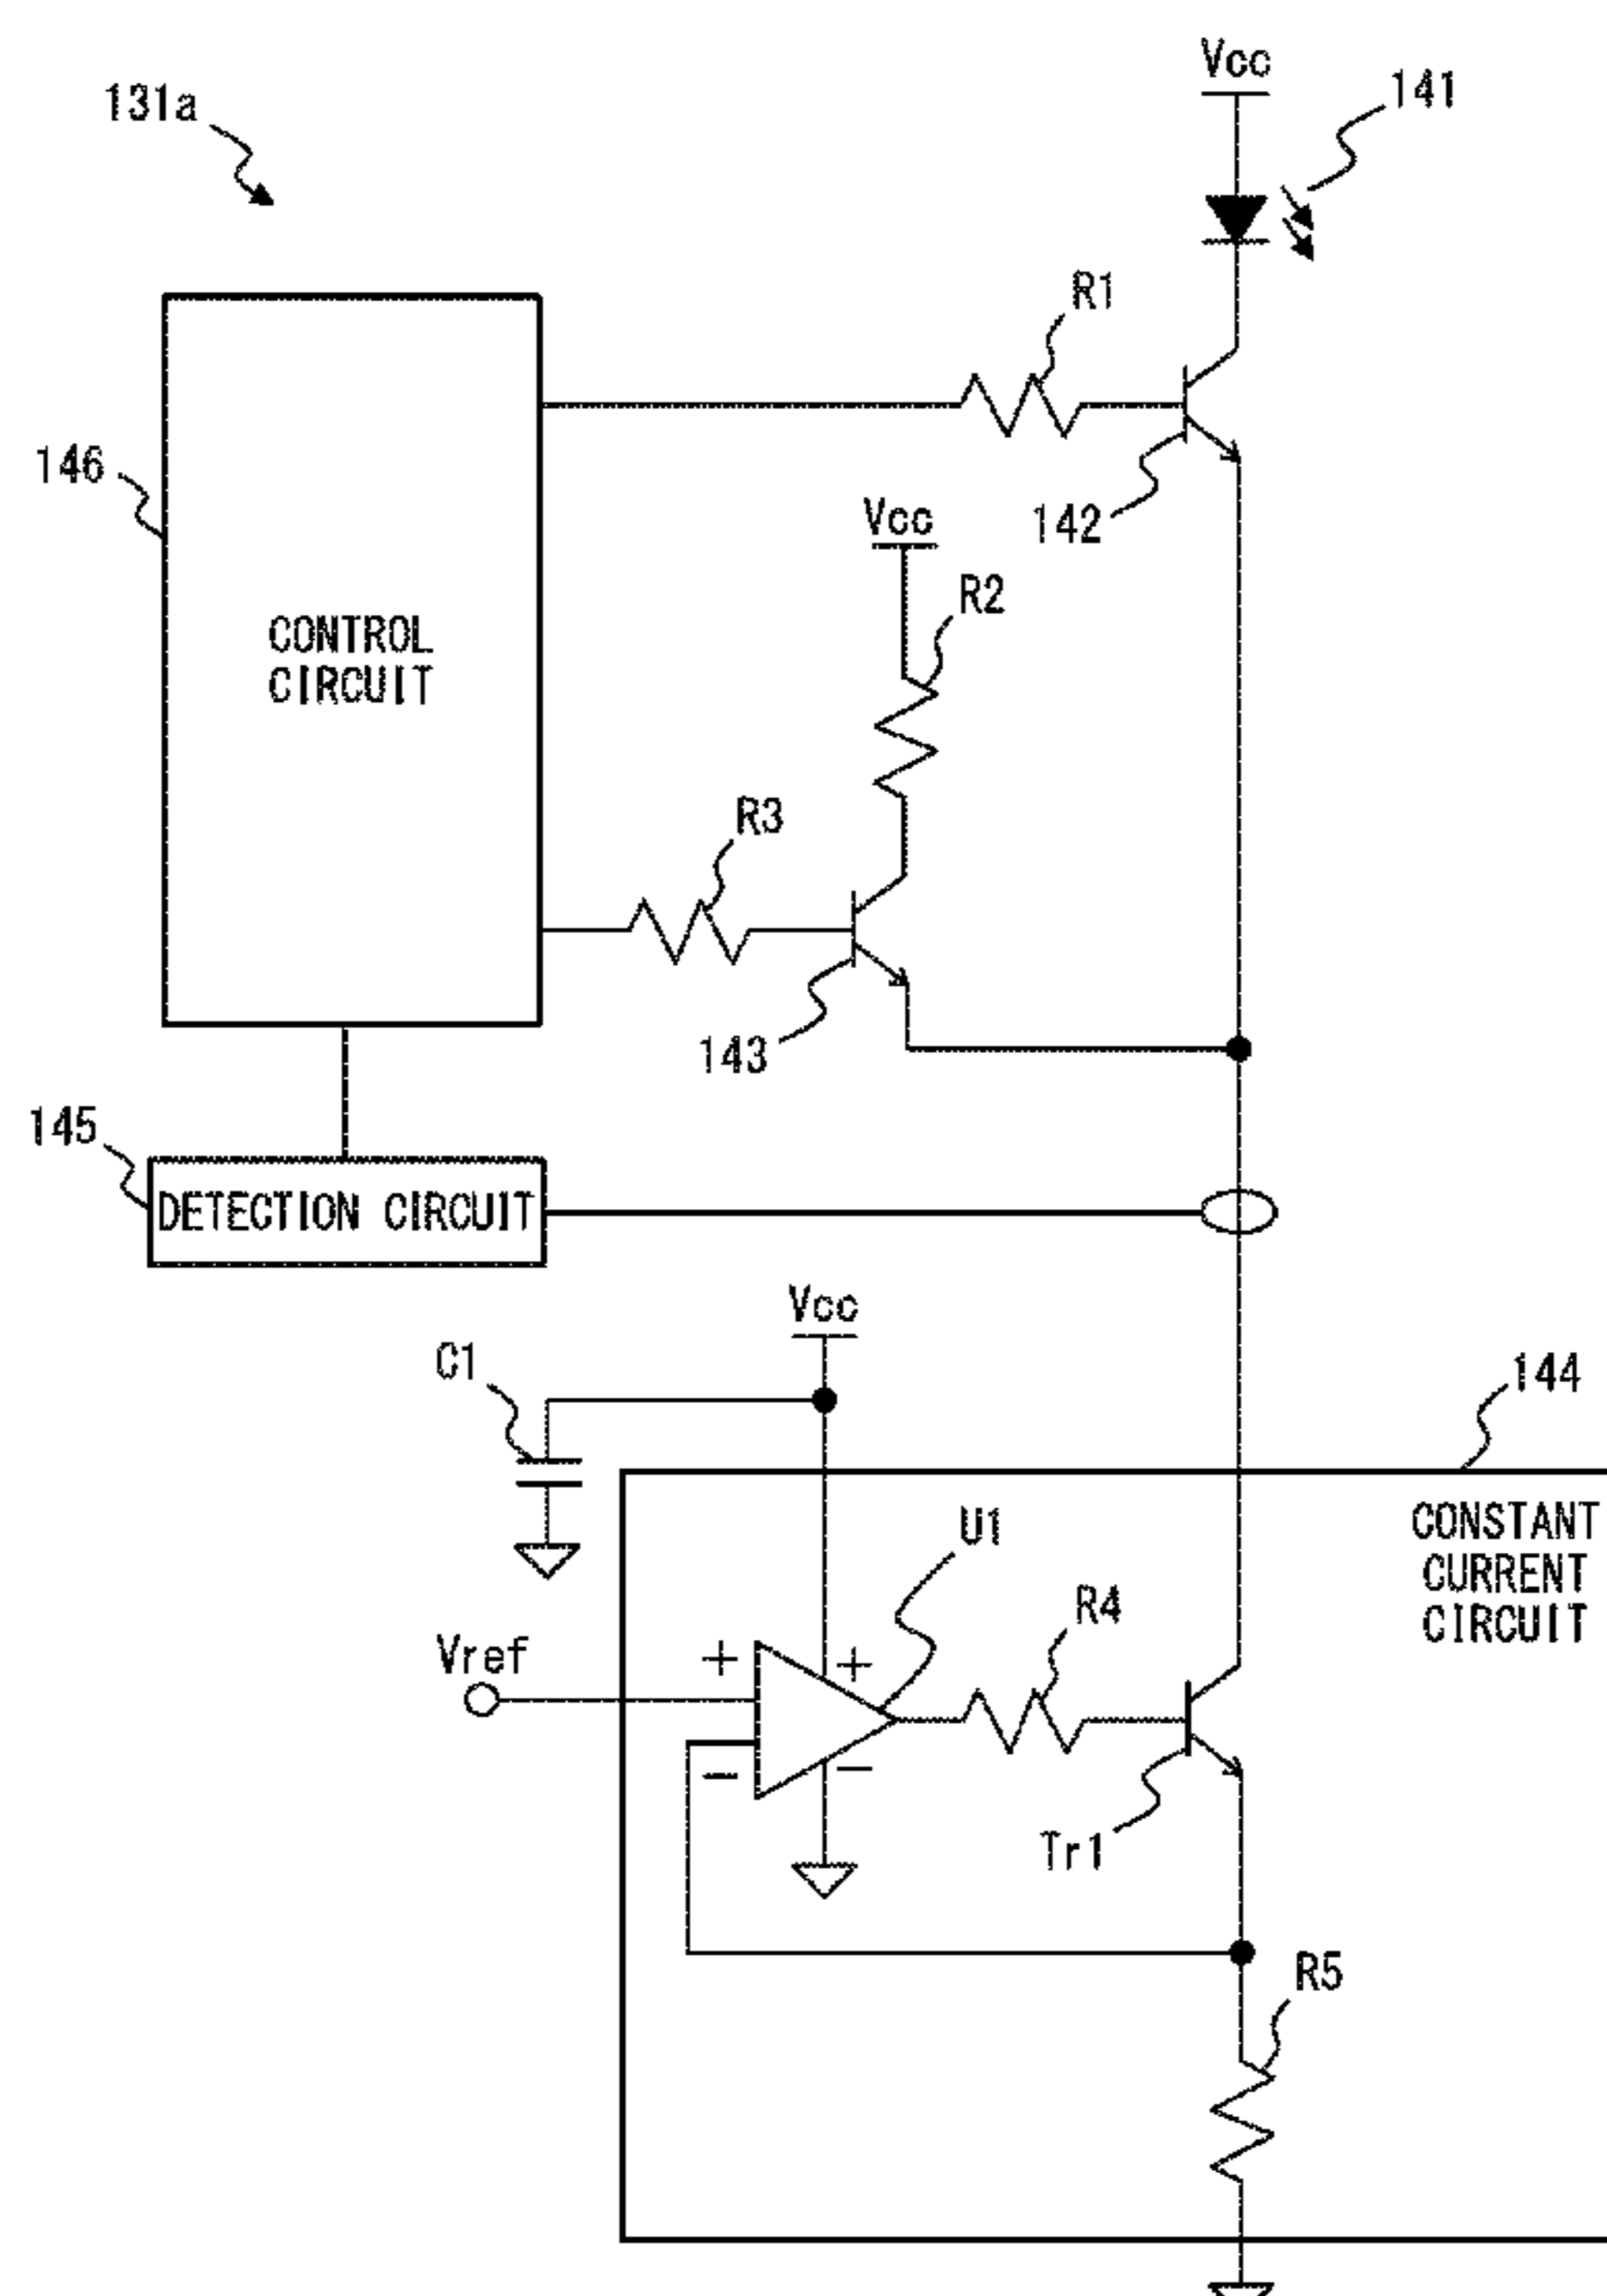 131a
Vcc
141
R1
146
142
Vcc
R2
CONTROL
CIRCUIT
R3
143
145
DETECTION CIRCUIT
Vcc
C1
144
CONSTANT
CURRENT
CIRCUIT
U1
R4
Vref
+
+
−
−
Tr1
R5